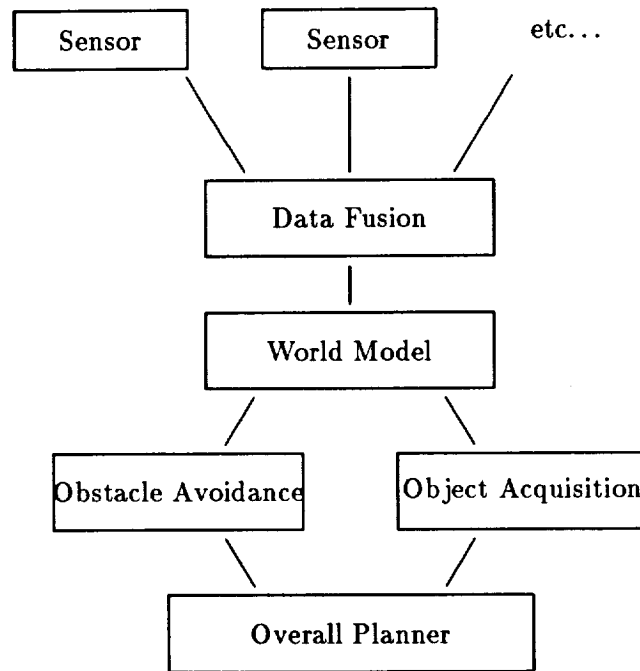 Sensor
Sensor
etc...
Data Fusion
World Model
Obstacle Avoidance
Object Acquisition
Overall Planner